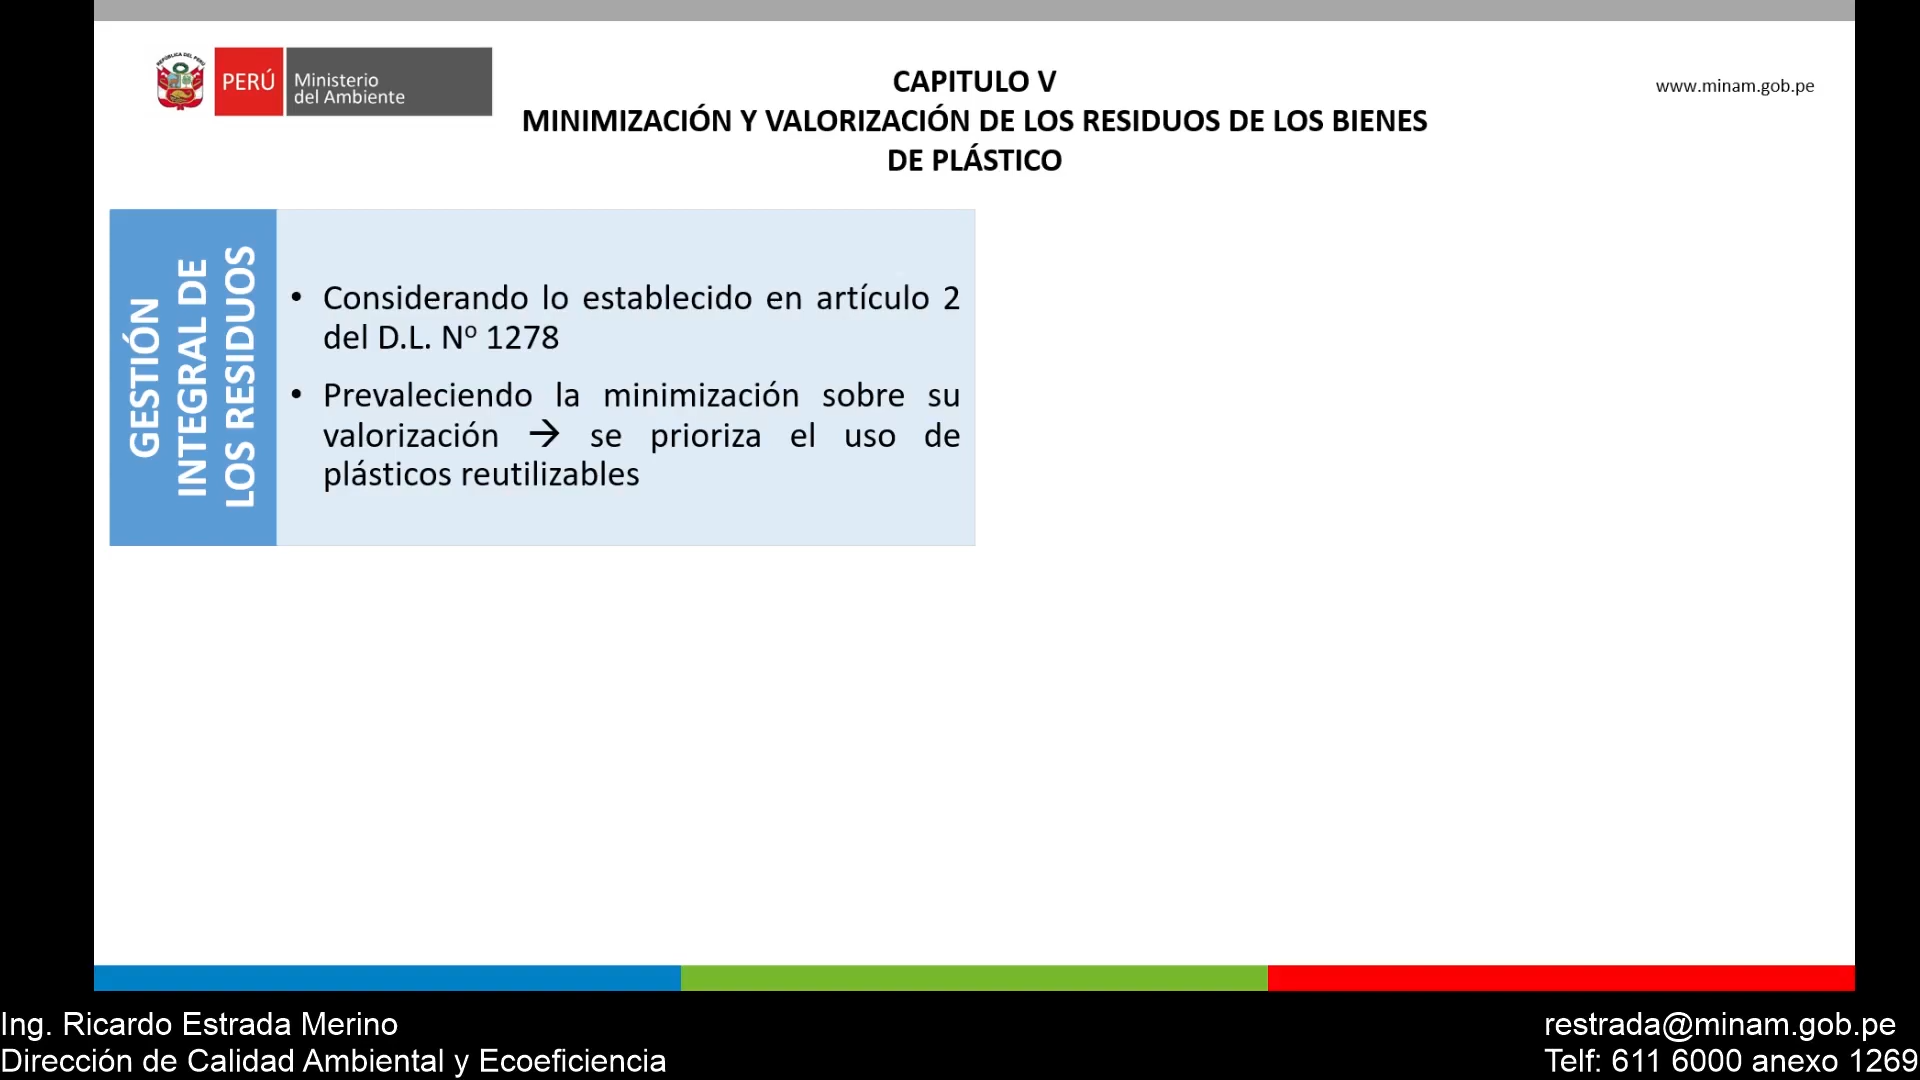 REPÚBLICA DEL PERÚ
PERÚ
Ministerio
del Ambiente
CAPITULO V
MINIMIZACIÓN Y VALORIZACIÓN DE LOS RESIDUOS DE LOS BIENES
DE PLÁSTICO
www.minam.gob.pe
GESTIÓN
INTEGRAL DE
LOS RESIDUOS
• Considerando lo establecido en artículo 2
del D.L. Nº 1278
• Prevaleciendo la minimización sobre su
valorización → se prioriza el uso de
plásticos reutilizables
Ing. Ricardo Estrada Merino
Dirección de Calidad Ambiental y Ecoeficiencia
restrada@minam.gob.pe
Telf: 611 6000 anexo 1269